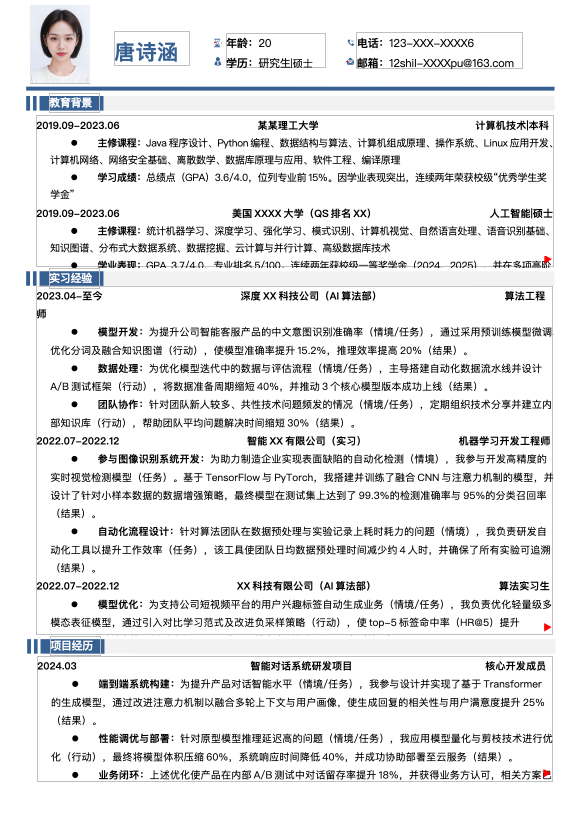 唐诗涵
年龄：20
电话：123-XXX-XXXX6
学历：研究生|硕士
邮箱：12shil-XXXXpu@163.com
教育背景
2019.09-2023.06 某某理工大学 计算机技术|本科
● 主修课程：Java 程序设计、Python 编程、数据结构与算法、计算机组成原理、操作系统、Linux 应用开发、
计算机网络、网络安全基础、离散数学、数据库原理与应用、软件工程、编译原理
● 学习成绩：总绩点（GPA）3.6/4.0，位列专业前 15%。因学业表现突出，连续两年荣获校级“优秀学生奖
学金”
2019.09-2023.06 美国 XXXX 大学（QS 排名 XX） 人工智能|硕士
● 主修课程：统计机器学习、深度学习、强化学习、模式识别、计算机视觉、自然语言处理、语音识别基础、
知识图谱、分布式大数据系统、数据挖掘、云计算与并行计算、高级数据库技术
● 学业表现：GPA 3.7/4.0，专业排名 5/100，连续两年获校级一等奖学金（2024、2025），并在多项高阶
实习经验
2023.04-至今 深度 XX 科技公司（AI 算法部） 算法工程
师
● 模型开发：为提升公司智能客服产品的中文意图识别准确率（情境/任务），通过采用预训练模型微调、
优化分词及融合知识图谱（行动），使模型准确率提升 15.2%，推理效率提高 20%（结果）。
● 数据处理：为优化模型迭代中的数据与评估流程（情境/任务），主导搭建自动化数据流水线并设计
A/B 测试框架（行动），将数据准备周期缩短 40%，并推动 3 个核心模型版本成功上线（结果）。
● 团队协作：针对团队新人较多、共性技术问题频发的情况（情境/任务），定期组织技术分享并建立内
部知识库（行动），帮助团队平均问题解决时间缩短 30%（结果）。
2022.07-2022.12 智能 XX 有限公司（实习） 机器学习开发工程师
● 参与图像识别系统开发：为助力制造企业实现表面缺陷的自动化检测（情境），我参与开发高精度的
实时视觉检测模型（任务）。基于 TensorFlow 与 PyTorch，我搭建并训练了融合 CNN 与注意力机制的模型，并
设计了针对小样本数据的数据增强策略，最终模型在测试集上达到了 99.3%的检测准确率与 95%的分类召回率
（结果）。
● 自动化流程设计：针对算法团队在数据预处理与实验记录上耗时耗力的问题（情境），我负责研发自
动化工具以提升工作效率（任务），该工具使团队日均数据预处理时间减少约 4 人时，并确保了所有实验可追溯
（结果）。
2022.07-2022.12 XX 科技有限公司（AI 算法部） 算法实习生
● 模型优化：为支持公司短视频平台的用户兴趣标签自动生成业务（情境/任务），我负责优化轻量级多
模态表征模型，通过引入对比学习范式及改进负采样策略（行动），使 top-5 标签命中率（HR@5）提升
项目经历
2024.03 智能对话系统研发项目 核心开发成员
● 端到端系统构建：为提升产品对话智能水平（情境/任务），我参与设计并实现了基于 Transformer
的生成模型，通过改进注意力机制以融合多轮上下文与用户画像，使生成回复的相关性与用户满意度提升 25%
（结果）。
● 性能调优与部署：针对原型模型推理延迟高的问题（情境/任务），我应用模型量化与剪枝技术进行优
化（行动），最终将模型体积压缩 60%，系统响应时间降低 40%，并成功协助部署至云服务（结果）。
● 业务闭环：上述优化使产品在内部 A/B 测试中对话留存率提升 18%，并获得业务方认可，相关方案已